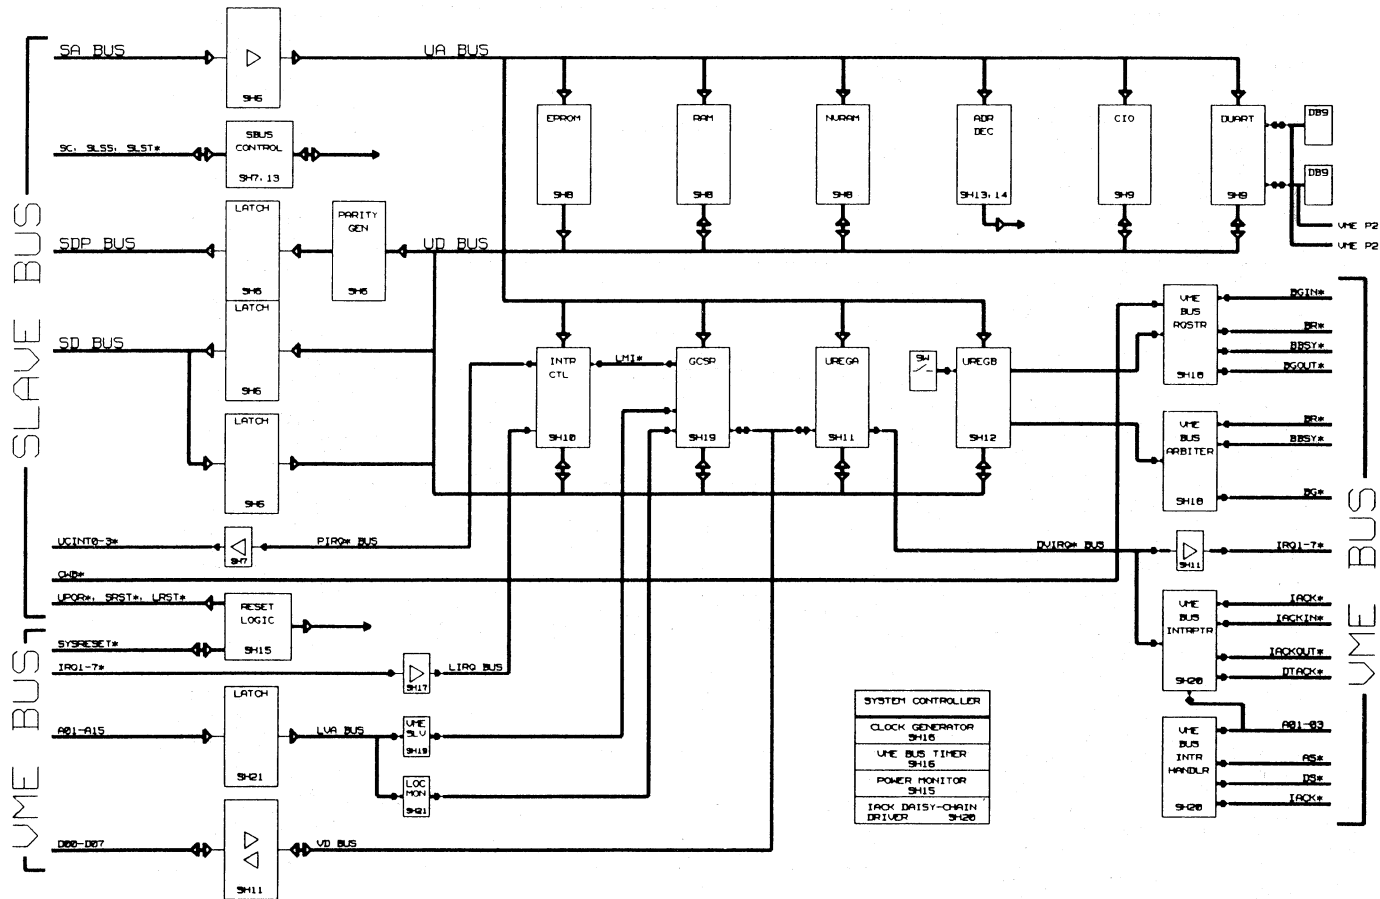 SA BUS
SH6
UA BUS
EPROM
SH8
RAM
SH8
NVRAM
SH8
ADR
DEC
SH13,14
CIO
SH9
DUART
SH9
DB9
DB9
VME P2
VME P2
SC, SLSS, SLST*
SBUS
CONTROL
SH7,13
SLAVE BUS
LATCH
SH6
PARITY
GEN
SH6
SDP BUS
UD BUS
LATCH
SH6
SD BUS
LATCH
SH6
INTR
CTL
SH10
LMI*
GCSR
SH19
UREGA
SH11
SW
UREGB
SH12
VME
BUS
RQSTR
SH18
BGIN*
BR*
BBSY*
BGOUT*
VME
BUS
ARBITER
SH18
BR*
BBSY*
BG*
VCINT0-3*
SH7
PIRQ* BUS
DVIRQ* BUS
SH11
IRQ1-7*
VME BUS
CWB*
UPOR*, SRST*, LRST*
RESET
LOGIC
SH15
SYSRESET*
IRQ1-7*
SH17
LIRQ BUS
VME
BUS
INTRPTR
SH20
IACK*
IACKIN*
IACKOUT*
DTACK*
VME BUS
A01-A15
LATCH
SH21
LVA BUS
VME
SLV
SH19
LOC
MON
SH21
D00-D07
SH11
VD BUS
SYSTEM CONTROLLER
CLOCK GENERATOR
SH16
VME BUS TIMER
SH16
POWER MONITOR
SH15
IACK DAISY-CHAIN
DRIVER SH20
VME
BUS
INTR
HANDLR
SH20
A01-03
AS*
DS*
IACK*